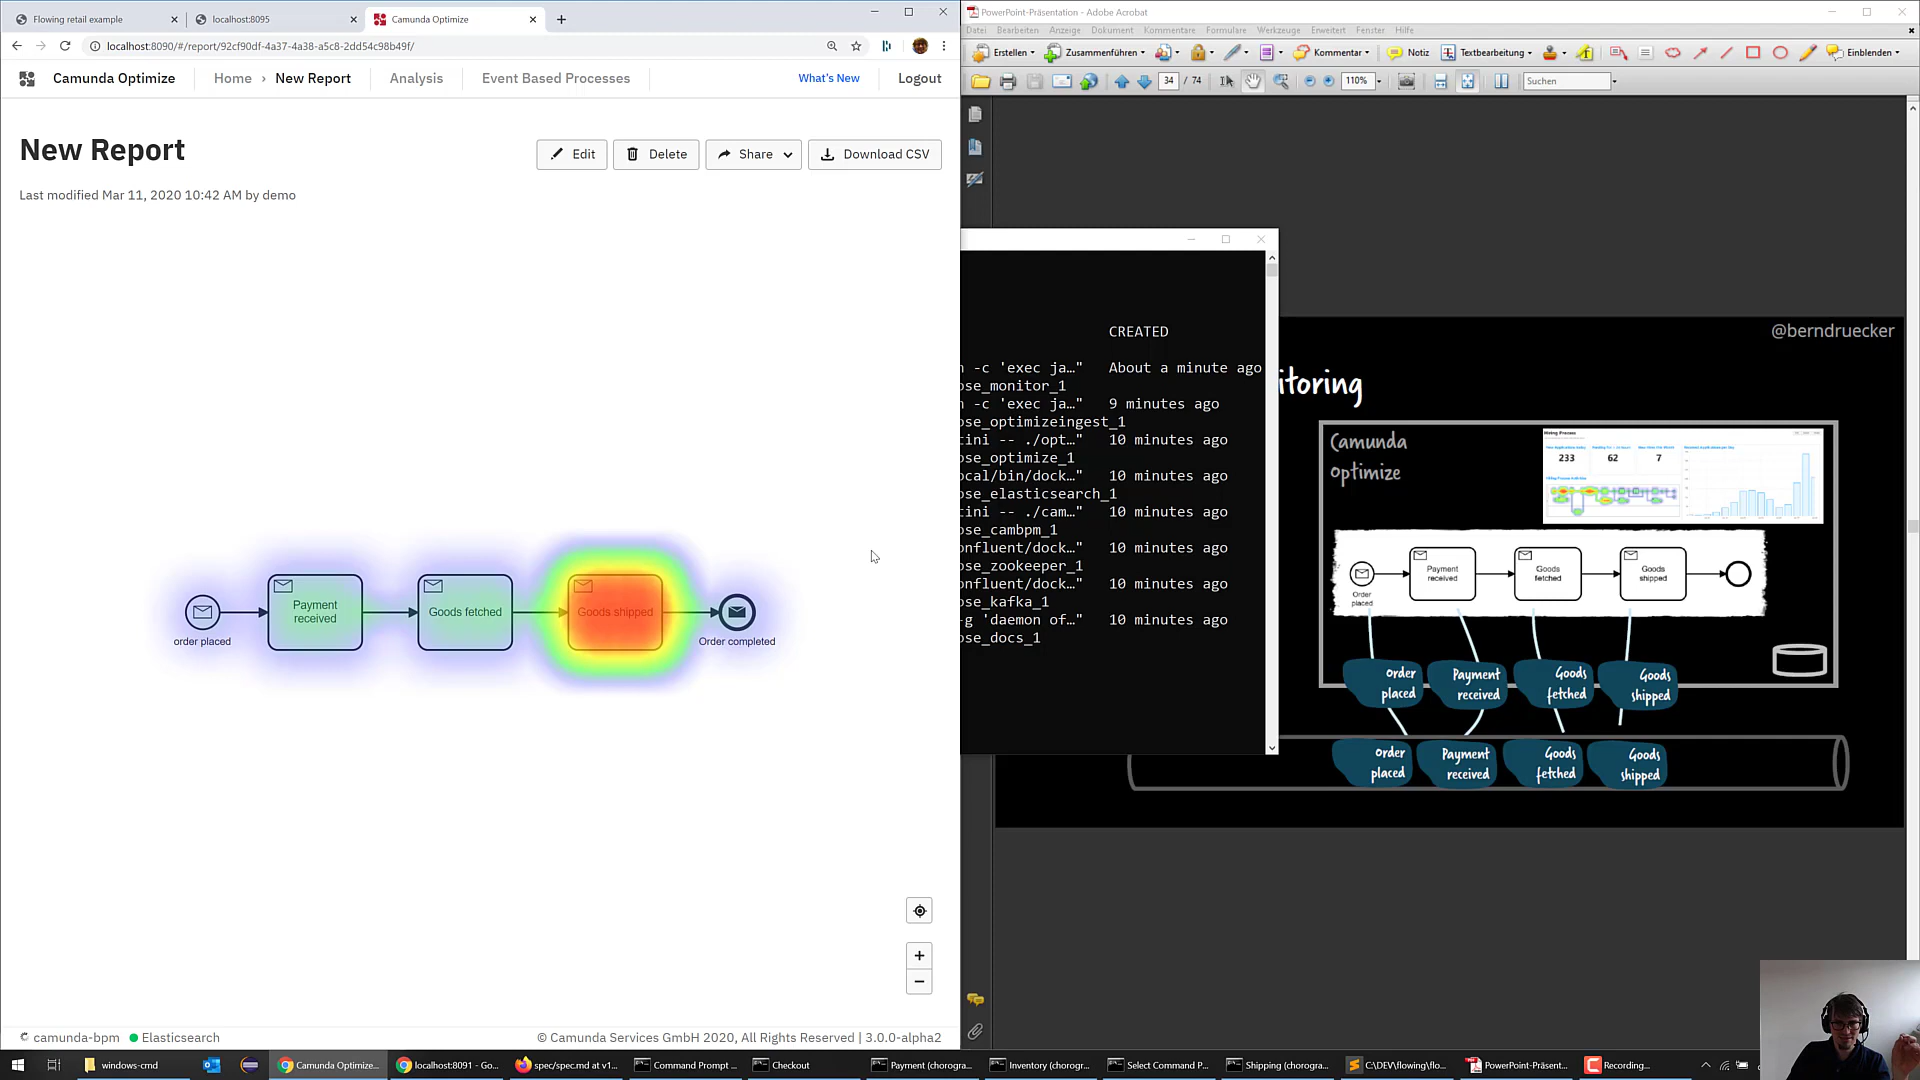 Flowing retail example
localhost:8095
Camunda Optimize
localhost:8090/#/report/92cf90df-4a37-4a38-a5c8-2dd54c98b49f/
Camunda Optimize
Home › New Report
Analysis
Event Based Processes
What's New
Logout
New Report
Edit
Delete
Share
Download CSV
Last modified Mar 11, 2020 10:42 AM by demo
order placed
Payment
received
Goods fetched
Goods shipped
Order completed
camunda-bpm
Elasticsearch
© Camunda Services GmbH 2020, All Rights Reserved | 3.0.0-alpha2
PowerPoint-Präsentation - Adobe Acrobat
Datei Bearbeiten Anzeige Dokument Kommentare Formulare Werkzeuge Erweitert Fenster Hilfe
Erstellen Zusammenführen Kommentar Notiz Textbearbeitung Einblenden
34 / 74 110% Suchen
CREATED
n -c 'exec ja…" About a minute ago
ose_monitor_1
n -c 'exec ja…" 9 minutes ago
ose_optimizeingest_1
tini -- ./opt…" 10 minutes ago
ose_optimize_1
ocal/bin/dock…" 10 minutes ago
ose_elasticsearch_1
tini -- ./cam…" 10 minutes ago
ose_cambpm_1
onfluent/dock…" 10 minutes ago
ose_zookeeper_1
onfluent/dock…" 10 minutes ago
ose_kafka_1
-g 'daemon of…" 10 minutes ago
ose_docs_1
@berndruecker
itoring
Camunda
Optimize
233 62 7
Order
placed
Payment
received
Goods
fetched
Goods
shipped
Order
placed
Payment
received
Goods
fetched
Goods
shipped
Order
placed
Payment
received
Goods
fetched
Goods
shipped
windows-cmd
Camunda Optimize...
localhost:8091 - Go...
spec/spec.md at v1...
Command Prompt ...
Checkout
Payment (choreogra...
Inventory (choreogr...
Select Command P...
Shipping (choreogra...
C:\DEV\flowing\flo...
PowerPoint-Präsent...
Recording...